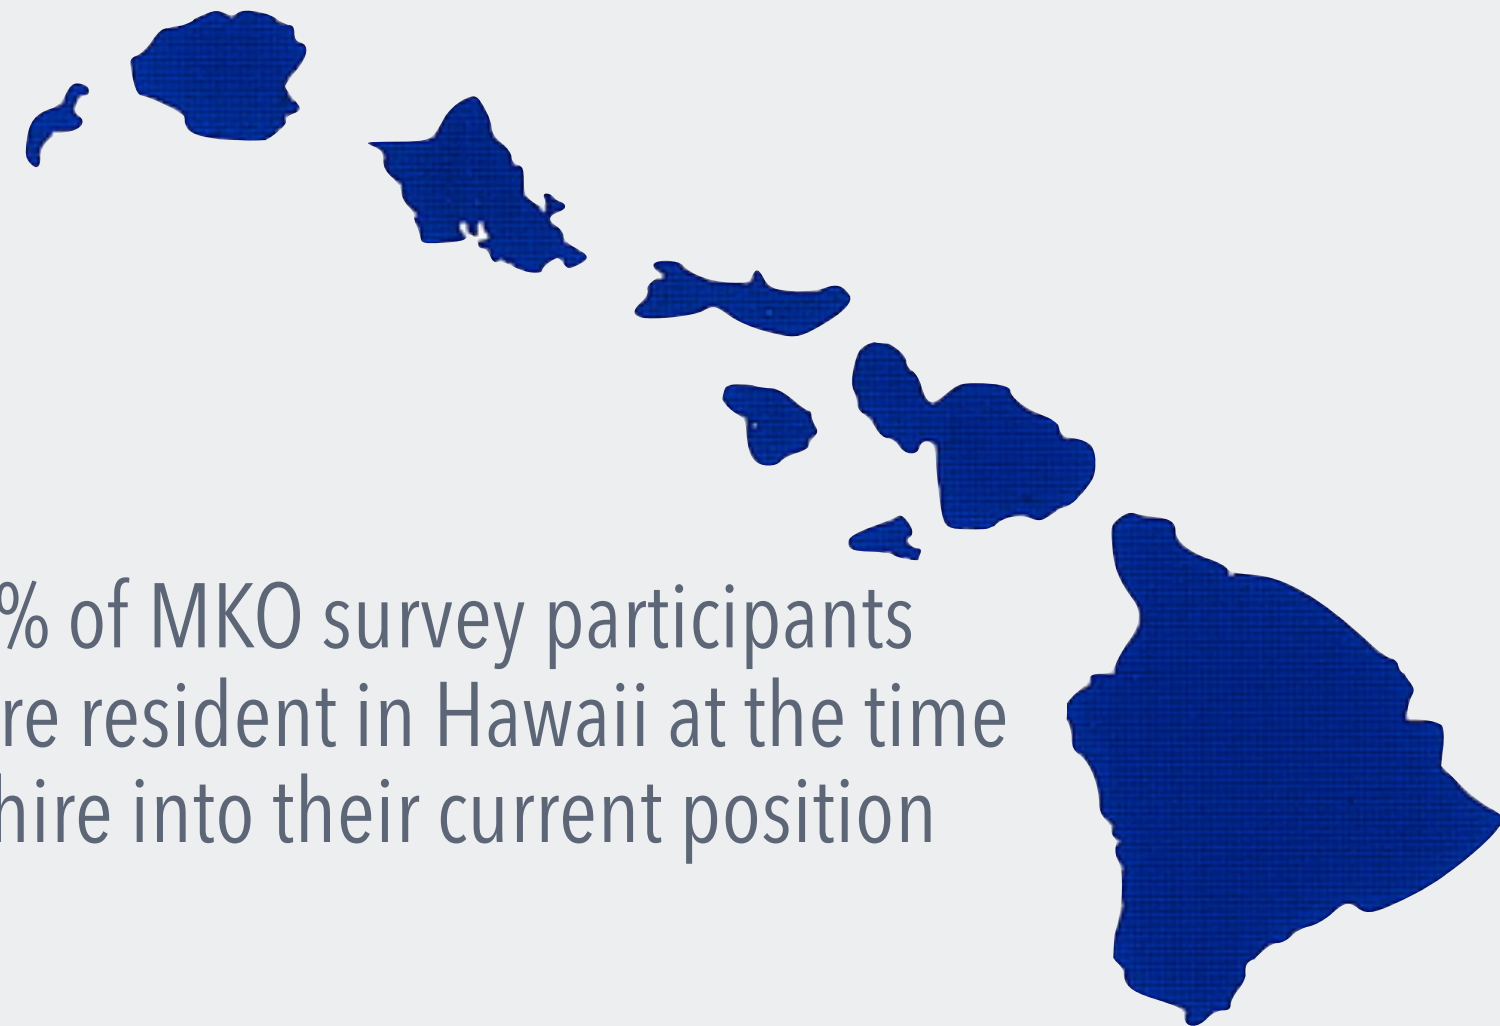 % of MKO survey participants
re resident in Hawaii at the time
hire into their current position